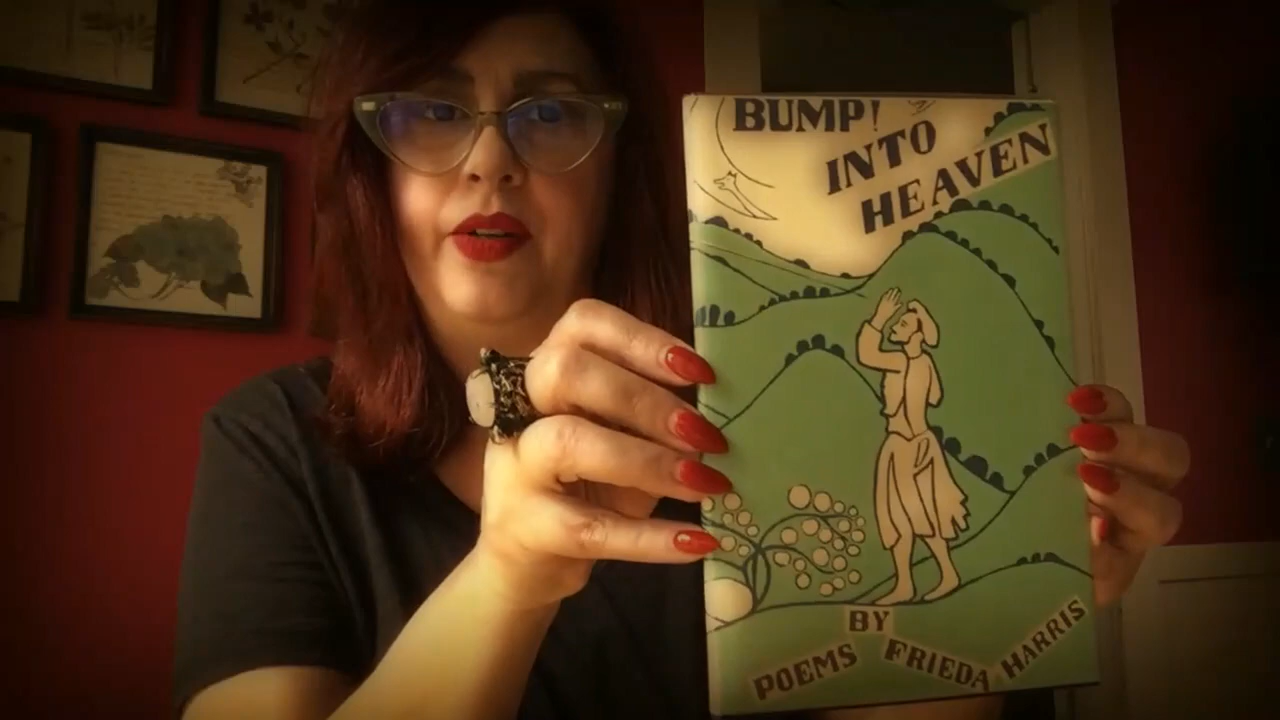 BUMP!
INTO
HEAVEN
BY
POEMS FRIEDA HARRIS